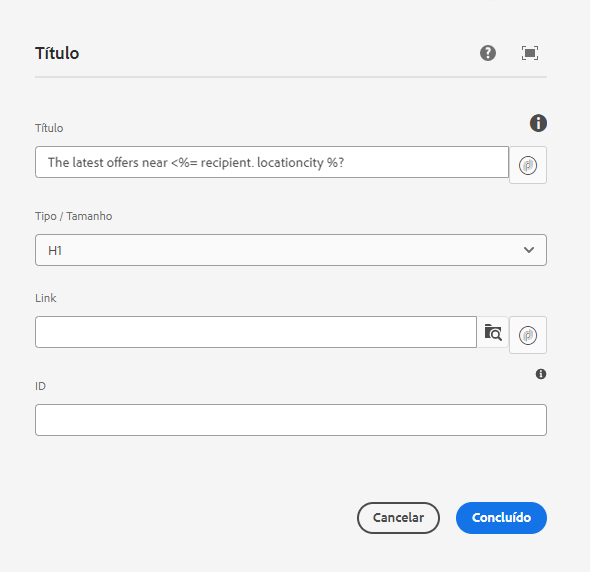 Título
Título
The latest offers near <%= recipient. locationcity %?
Tipo / Tamanho
H1
Link
ID
Cancelar
Concluído